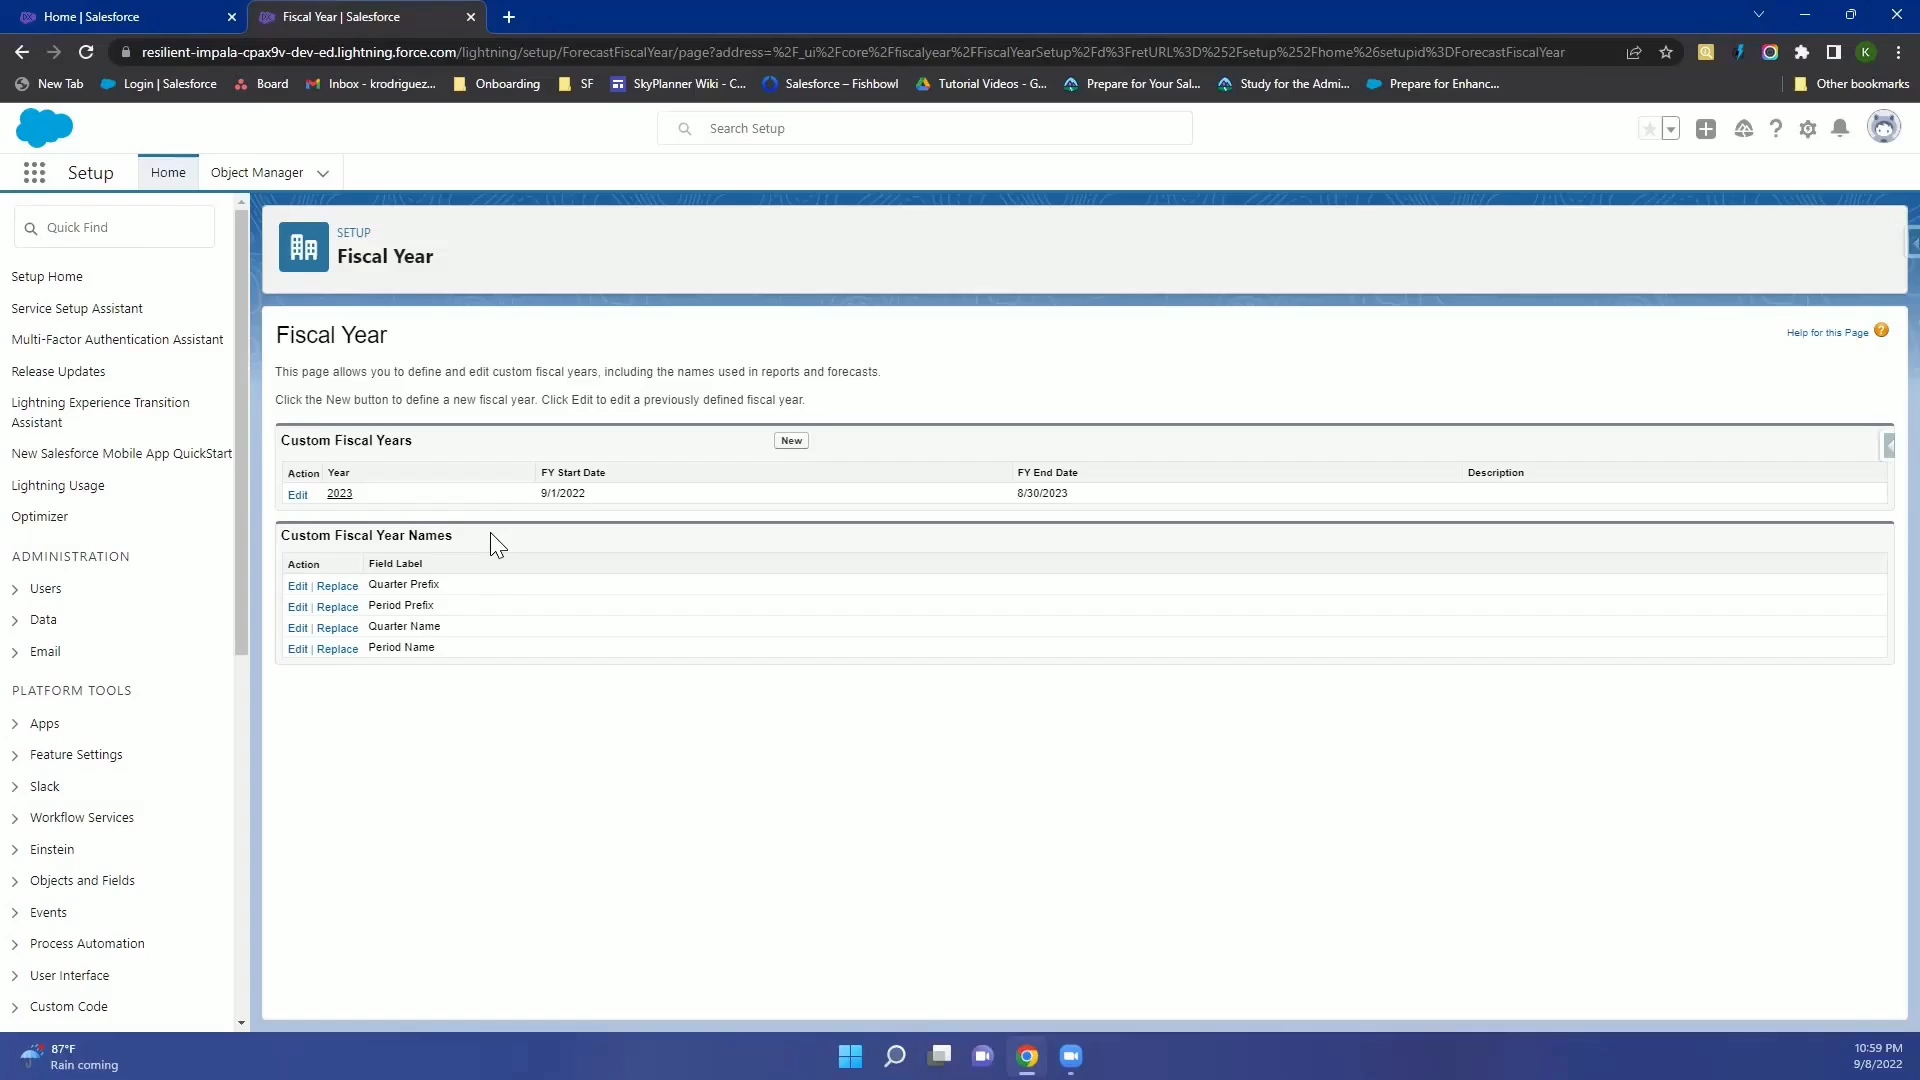 Home | Salesforce
Fiscal Year | Salesforce
resilient-impala-cpax9v-dev-ed.lightning.force.com/lightning/setup/ForecastFiscalYear/page?address=%2F_ui%2Fcore%2Ffiscalyear%2FFiscalYearSetup%2Fd%3FretURL%3D%252Fsetup%252Fhome%26setupid%3DForecastFiscalYear
K
New Tab
Login | Salesforce
Board
Inbox - krodriguez...
Onboarding
SF
SkyPlanner Wiki - C...
Salesforce – Fishbowl
Tutorial Videos - G...
Prepare for Your Sal...
Study for the Admi...
Prepare for Enhanc...
Other bookmarks
Search Setup
Setup
Home
Object Manager
Quick Find
Setup Home
Service Setup Assistant
Multi-Factor Authentication Assistant
Release Updates
Lightning Experience Transition
Assistant
New Salesforce Mobile App QuickStart
Lightning Usage
Optimizer
ADMINISTRATION
Users
Data
Email
PLATFORM TOOLS
Apps
Feature Settings
Slack
Workflow Services
Einstein
Objects and Fields
Events
Process Automation
User Interface
Custom Code
SETUP
Fiscal Year
Fiscal Year
Help for this Page ?
This page allows you to define and edit custom fiscal years, including the names used in reports and forecasts.
Click the New button to define a new fiscal year. Click Edit to edit a previously defined fiscal year.
Custom Fiscal Years New
Action Year FY Start Date FY End Date Description
Edit 2023 9/1/2022 8/30/2023
Custom Fiscal Year Names
Action Field Label
Edit | Replace Quarter Prefix
Edit | Replace Period Prefix
Edit | Replace Quarter Name
Edit | Replace Period Name
87°F
Rain coming
10:59 PM
9/8/2022